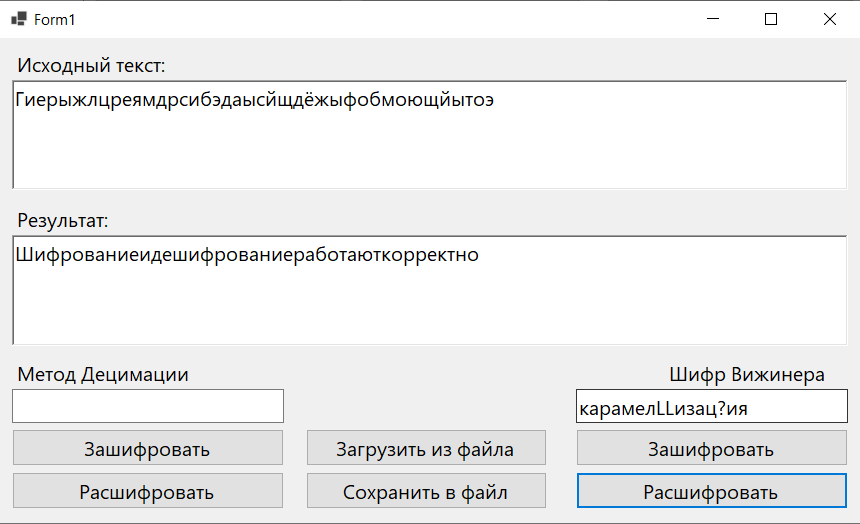 Form1
Исходный текст:
Гиерыжлцреямдрсибэдаысйщдёжыфобмоющйытоэ
Результат:
Шифрованиеидешифрованиеработаюткорректно
Метод Децимации
Шифр Вижинера
карамелLLизац?ия
Зашифровать
Загрузить из файла
Зашифровать
Расшифровать
Сохранить в файл
Расшифровать